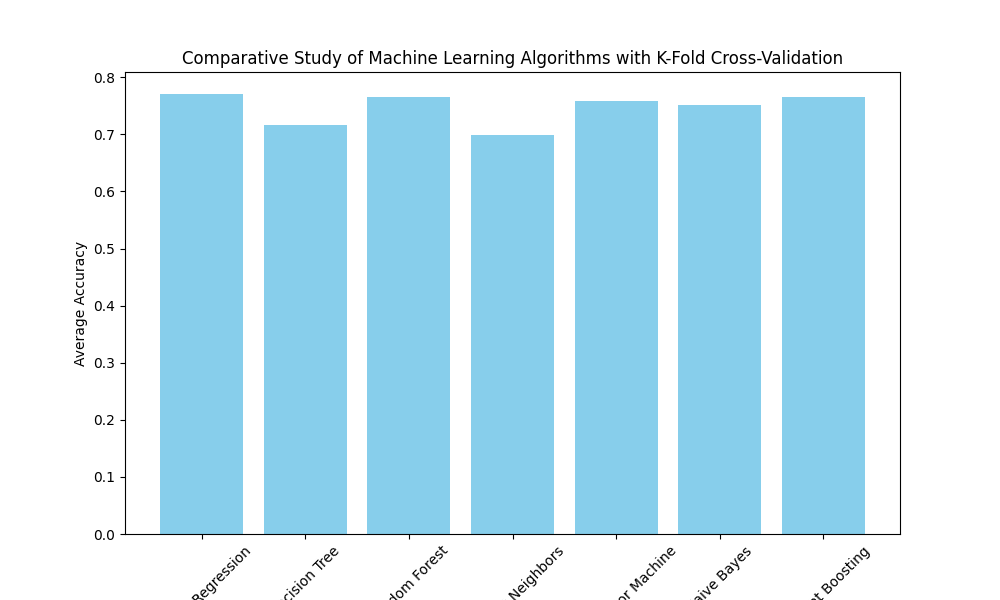 Comparative Study of Machine Learning Algorithms with K-Fold Cross-Validation
Average Accuracy
0.8
0.7
0.6
0.5
0.4
0.3
0.2
0.1
0.0
Regression
cision Tree
dom Forest
Neighbors
or Machine
aive Bayes
nt Boosting